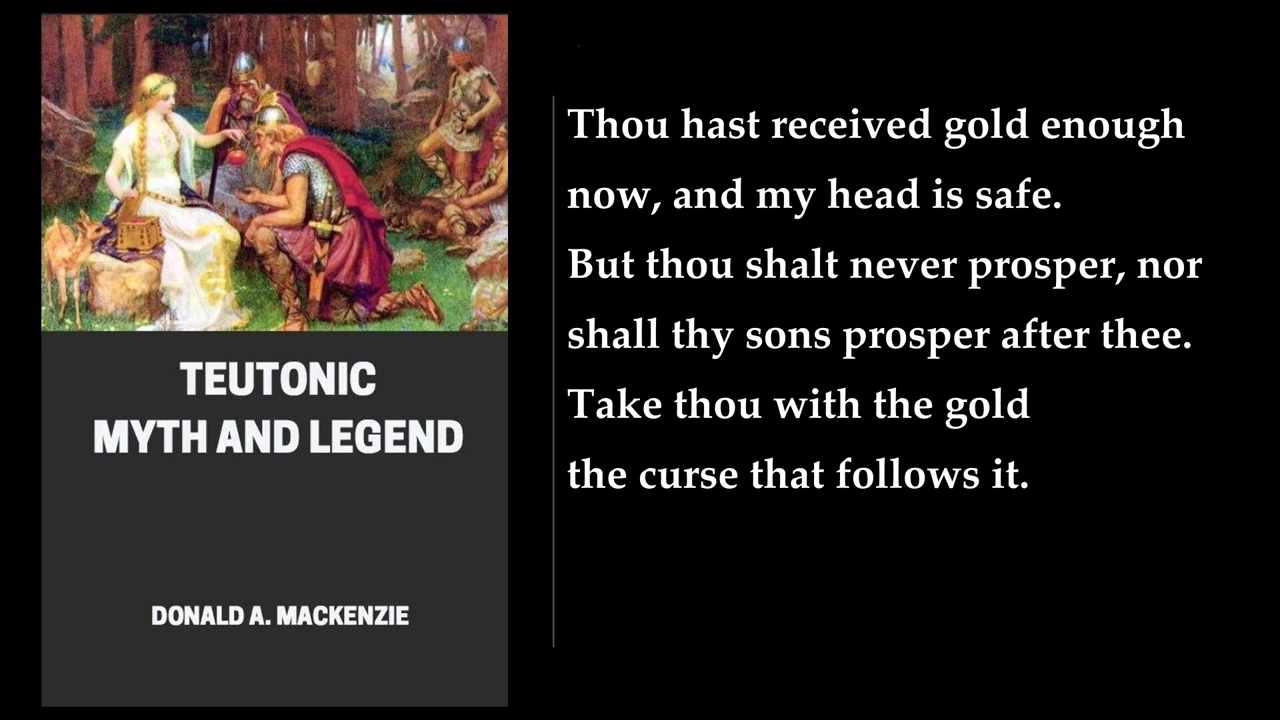 TEUTONIC
MYTH AND LEGEND
DONALD A. MACKENZIE
Thou hast received gold enough
now, and my head is safe.
But thou shalt never prosper, nor
shall thy sons prosper after thee.
Take thou with the gold
the curse that follows it.